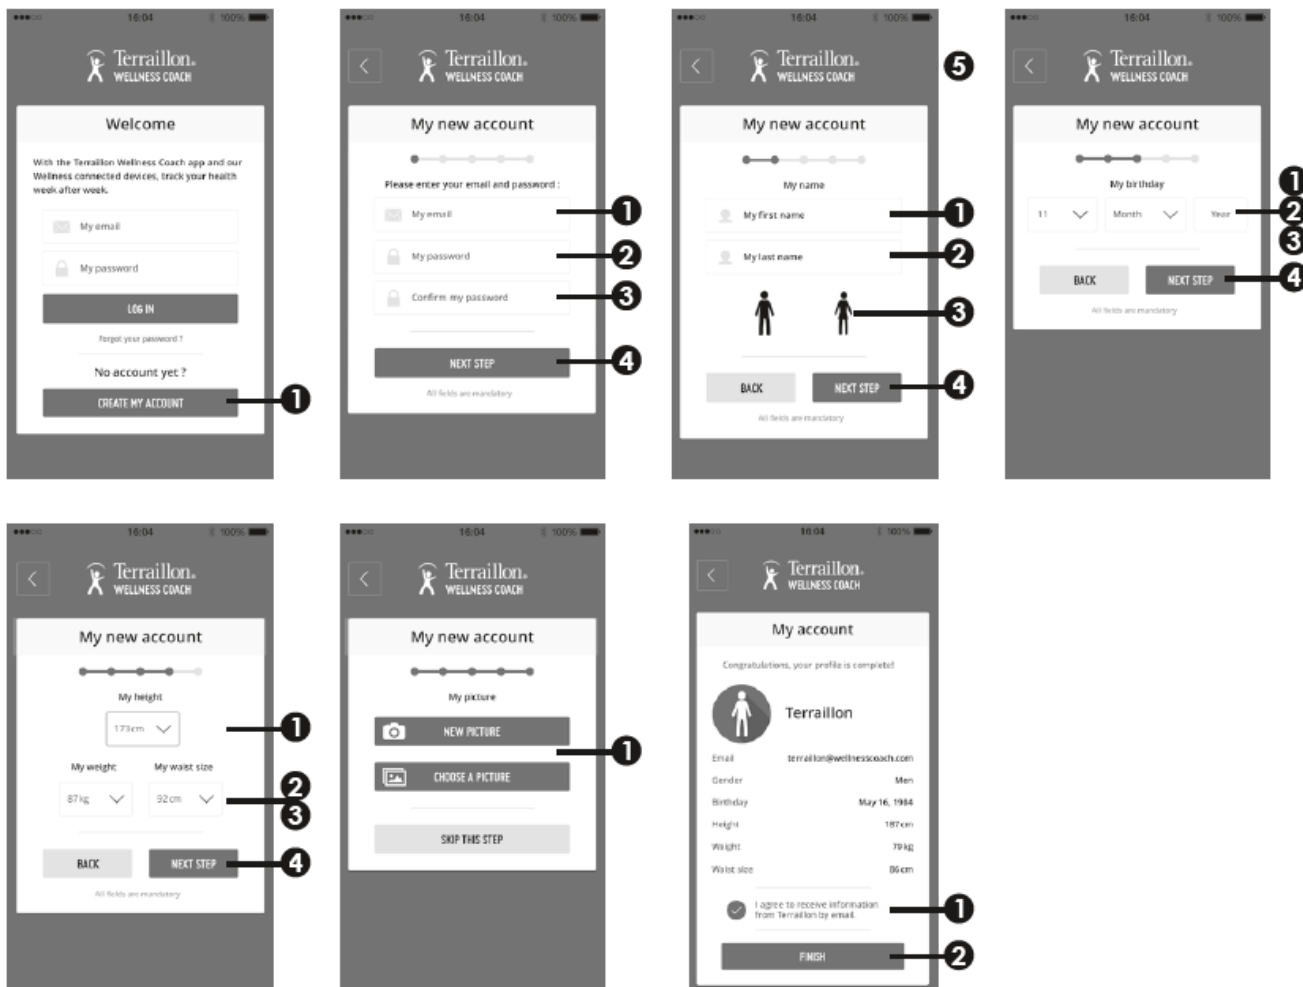 16:04
100%
Terraillon.
WELLNESS COACH
Welcome
With the Terraillon Wellness Coach app and our
Wellness connected devices, track your health
week after week.
My email
My password
LOG IN
Forgot your password ?
No account yet ?
CREATE MY ACCOUNT
1
16:04
100%
Terraillon.
WELLNESS COACH
My new account
Please enter your email and password :
My email
1
My password
2
Confirm my password
3
NEXT STEP
4
All fields are mandatory
16:04
100%
Terraillon.
WELLNESS COACH
5
My new account
My name
My first name
1
My last name
2
3
BACK
NEXT STEP
4
All fields are mandatory
16:04
100%
Terraillon.
WELLNESS COACH
My new account
My birthday
1
11
Month
Year
2
3
BACK
NEXT STEP
4
All fields are mandatory
16:04
100%
Terraillon.
WELLNESS COACH
My new account
My height
173cm
1
My weight
My waist size
87kg
92cm
2
3
BACK
NEXT STEP
4
All fields are mandatory
16:04
100%
Terraillon.
WELLNESS COACH
My new account
My picture
NEW PICTURE
1
CHOOSE A PICTURE
SKIP THIS STEP
16:04
100%
Terraillon.
WELLNESS COACH
My account
Congratulations, your profile is complete!
Terraillon
Email
terraillon@wellnesscoach.com
Gender
Men
Birthday
May 16, 1984
Height
187cm
Weight
79kg
Waist size
86cm
I agree to receive information
from Terraillon by email.
1
FINISH
2